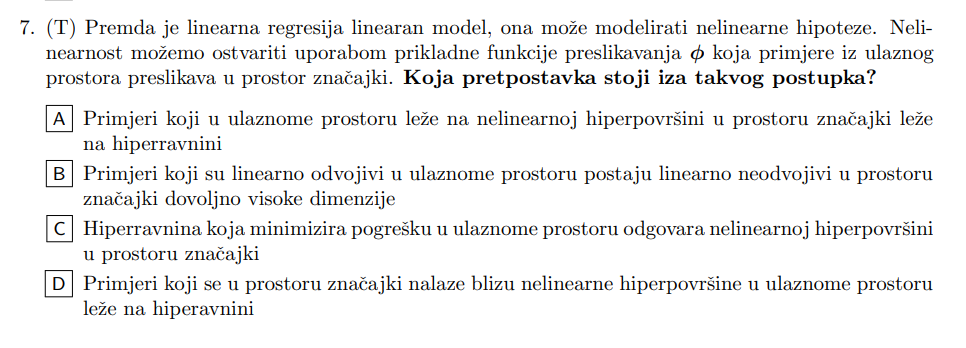 7. (T) Premda je linearna regresija linearan model, ona može modelirati nelinearne hipoteze. Neli-
nearnost možemo ostvariti uporabom prikladne funkcije preslikavanja ϕ koja primjere iz ulaznog
prostora preslikava u prostor značajki. Koja pretpostavka stoji iza takvog postupka?
A Primjeri koji u ulaznome prostoru leže na nelinearnoj hiperpovršini u prostoru značajki leže
na hiperravnini
B Primjeri koji su linearno odvojivi u ulaznome prostoru postaju linearno neodvojivi u prostoru
značajki dovoljno visoke dimenzije
C Hiperravnina koja minimizira pogrešku u ulaznome prostoru odgovara nelinearnoj hiperpovršini
u prostoru značajki
D Primjeri koji se u prostoru značajki nalaze blizu nelinearne hiperpovršine u ulaznome prostoru
leže na hiperavnini